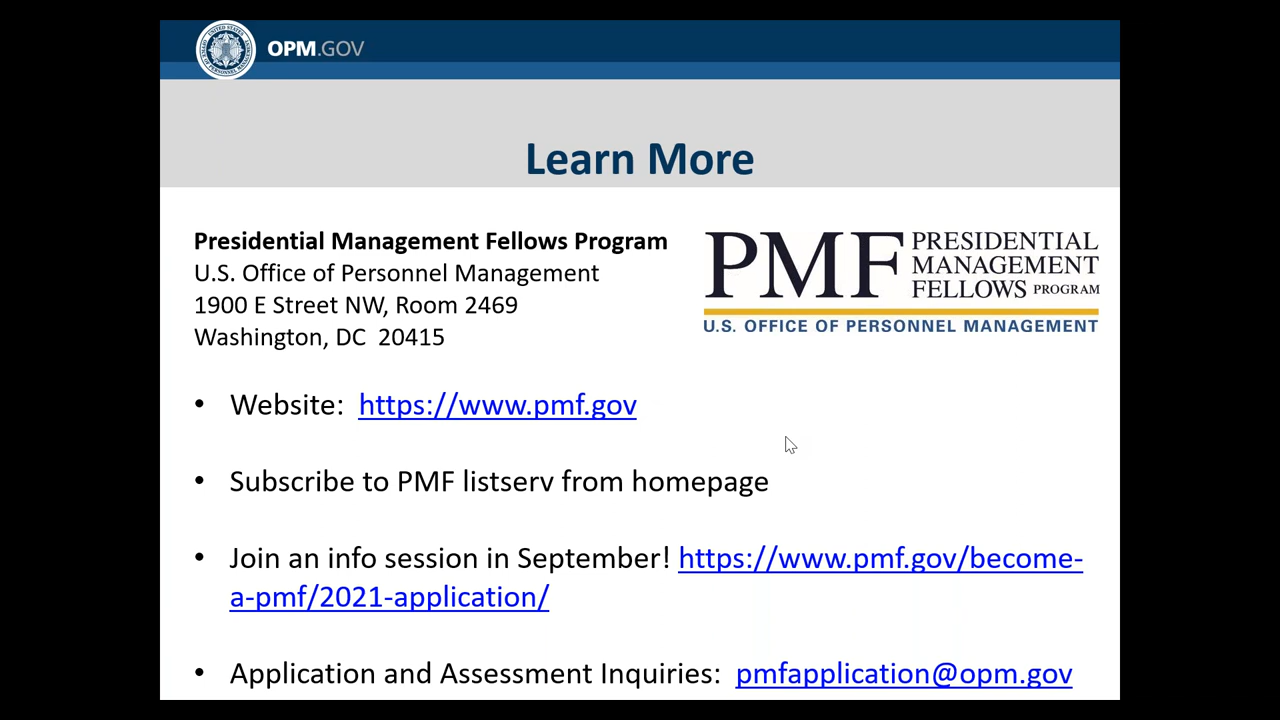 OPM.GOV
Learn More
Presidential Management Fellows Program
U.S. Office of Personnel Management
1900 E Street NW, Room 2469
Washington, DC  20415
PMF PRESIDENTIAL
MANAGEMENT
FELLOWS PROGRAM
U.S. OFFICE OF PERSONNEL MANAGEMENT
• Website:  https://www.pmf.gov
• Subscribe to PMF listserv from homepage
• Join an info session in September! https://www.pmf.gov/become-
a-pmf/2021-application/
• Application and Assessment Inquiries:  pmfapplication@opm.gov